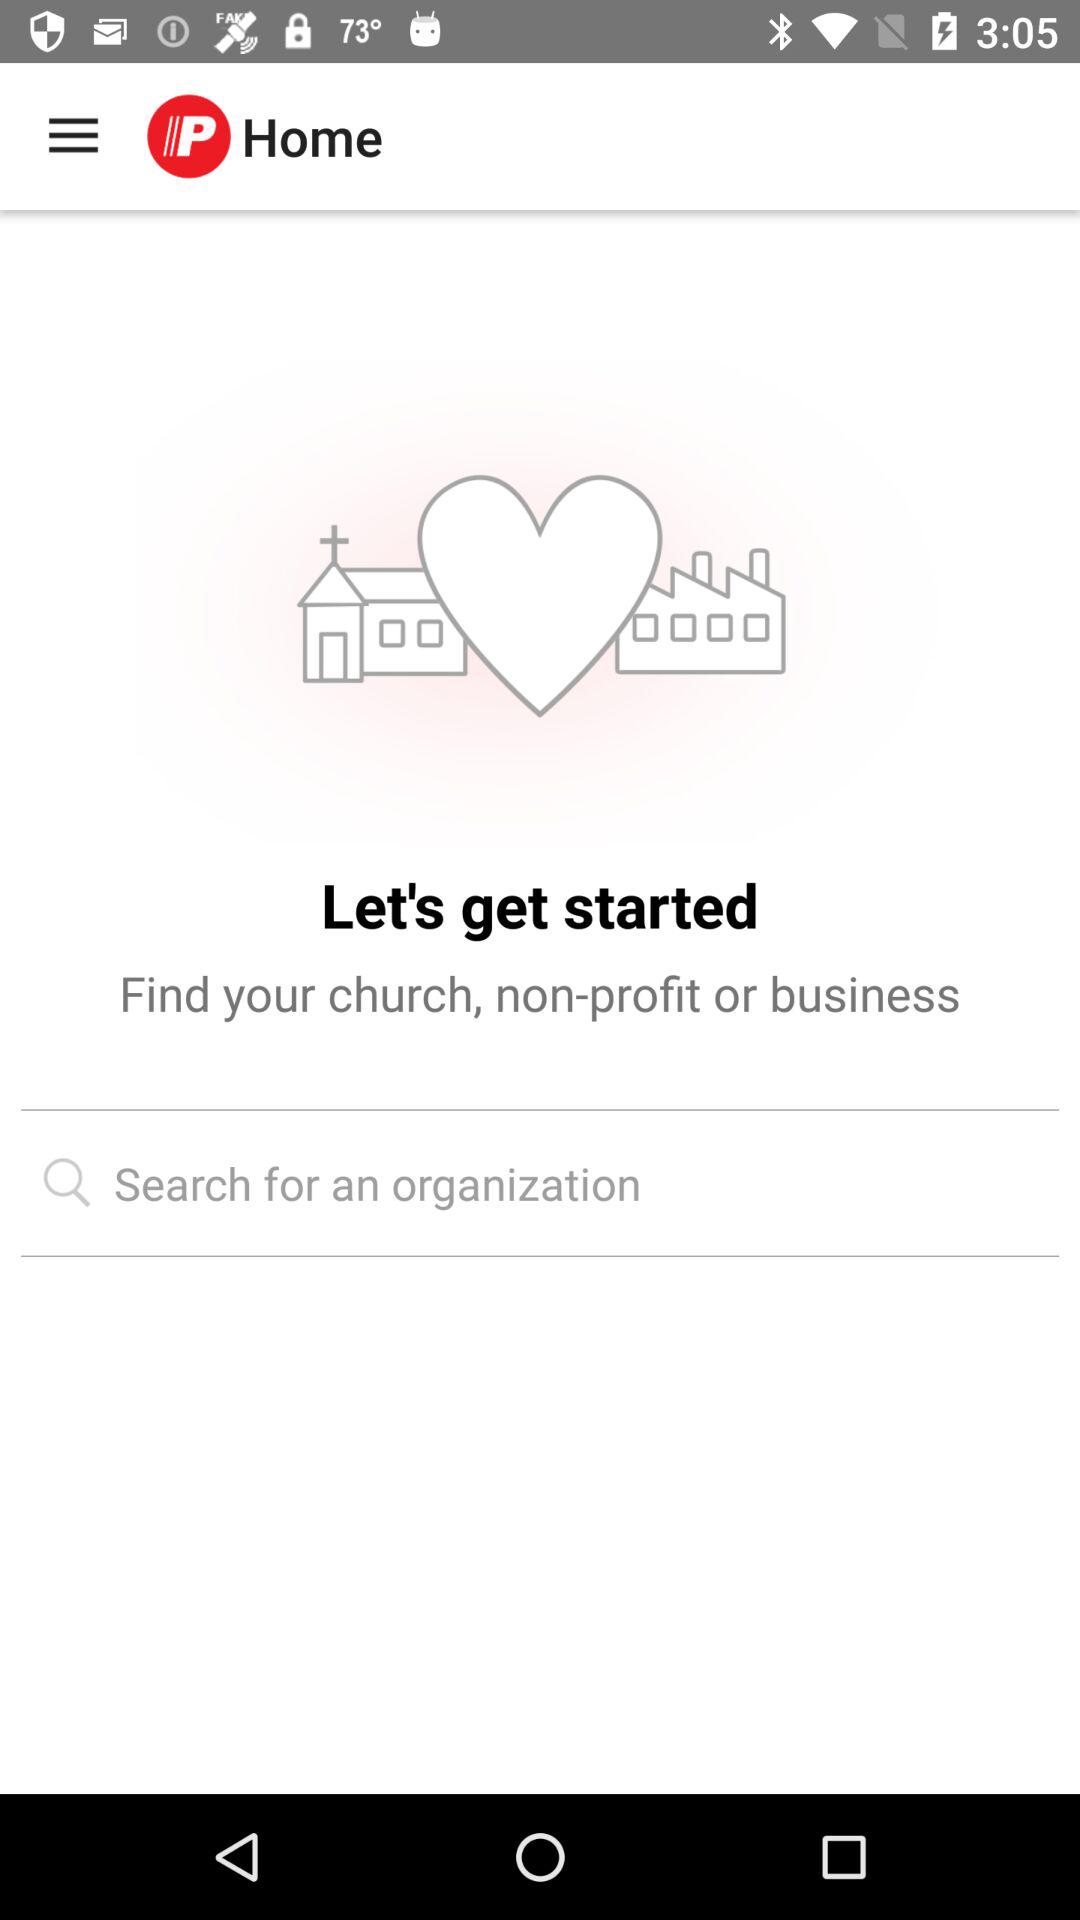 FAKE 73° 3:05
P Home
Let's get started
Find your church, non-profit or business
Search for an organization